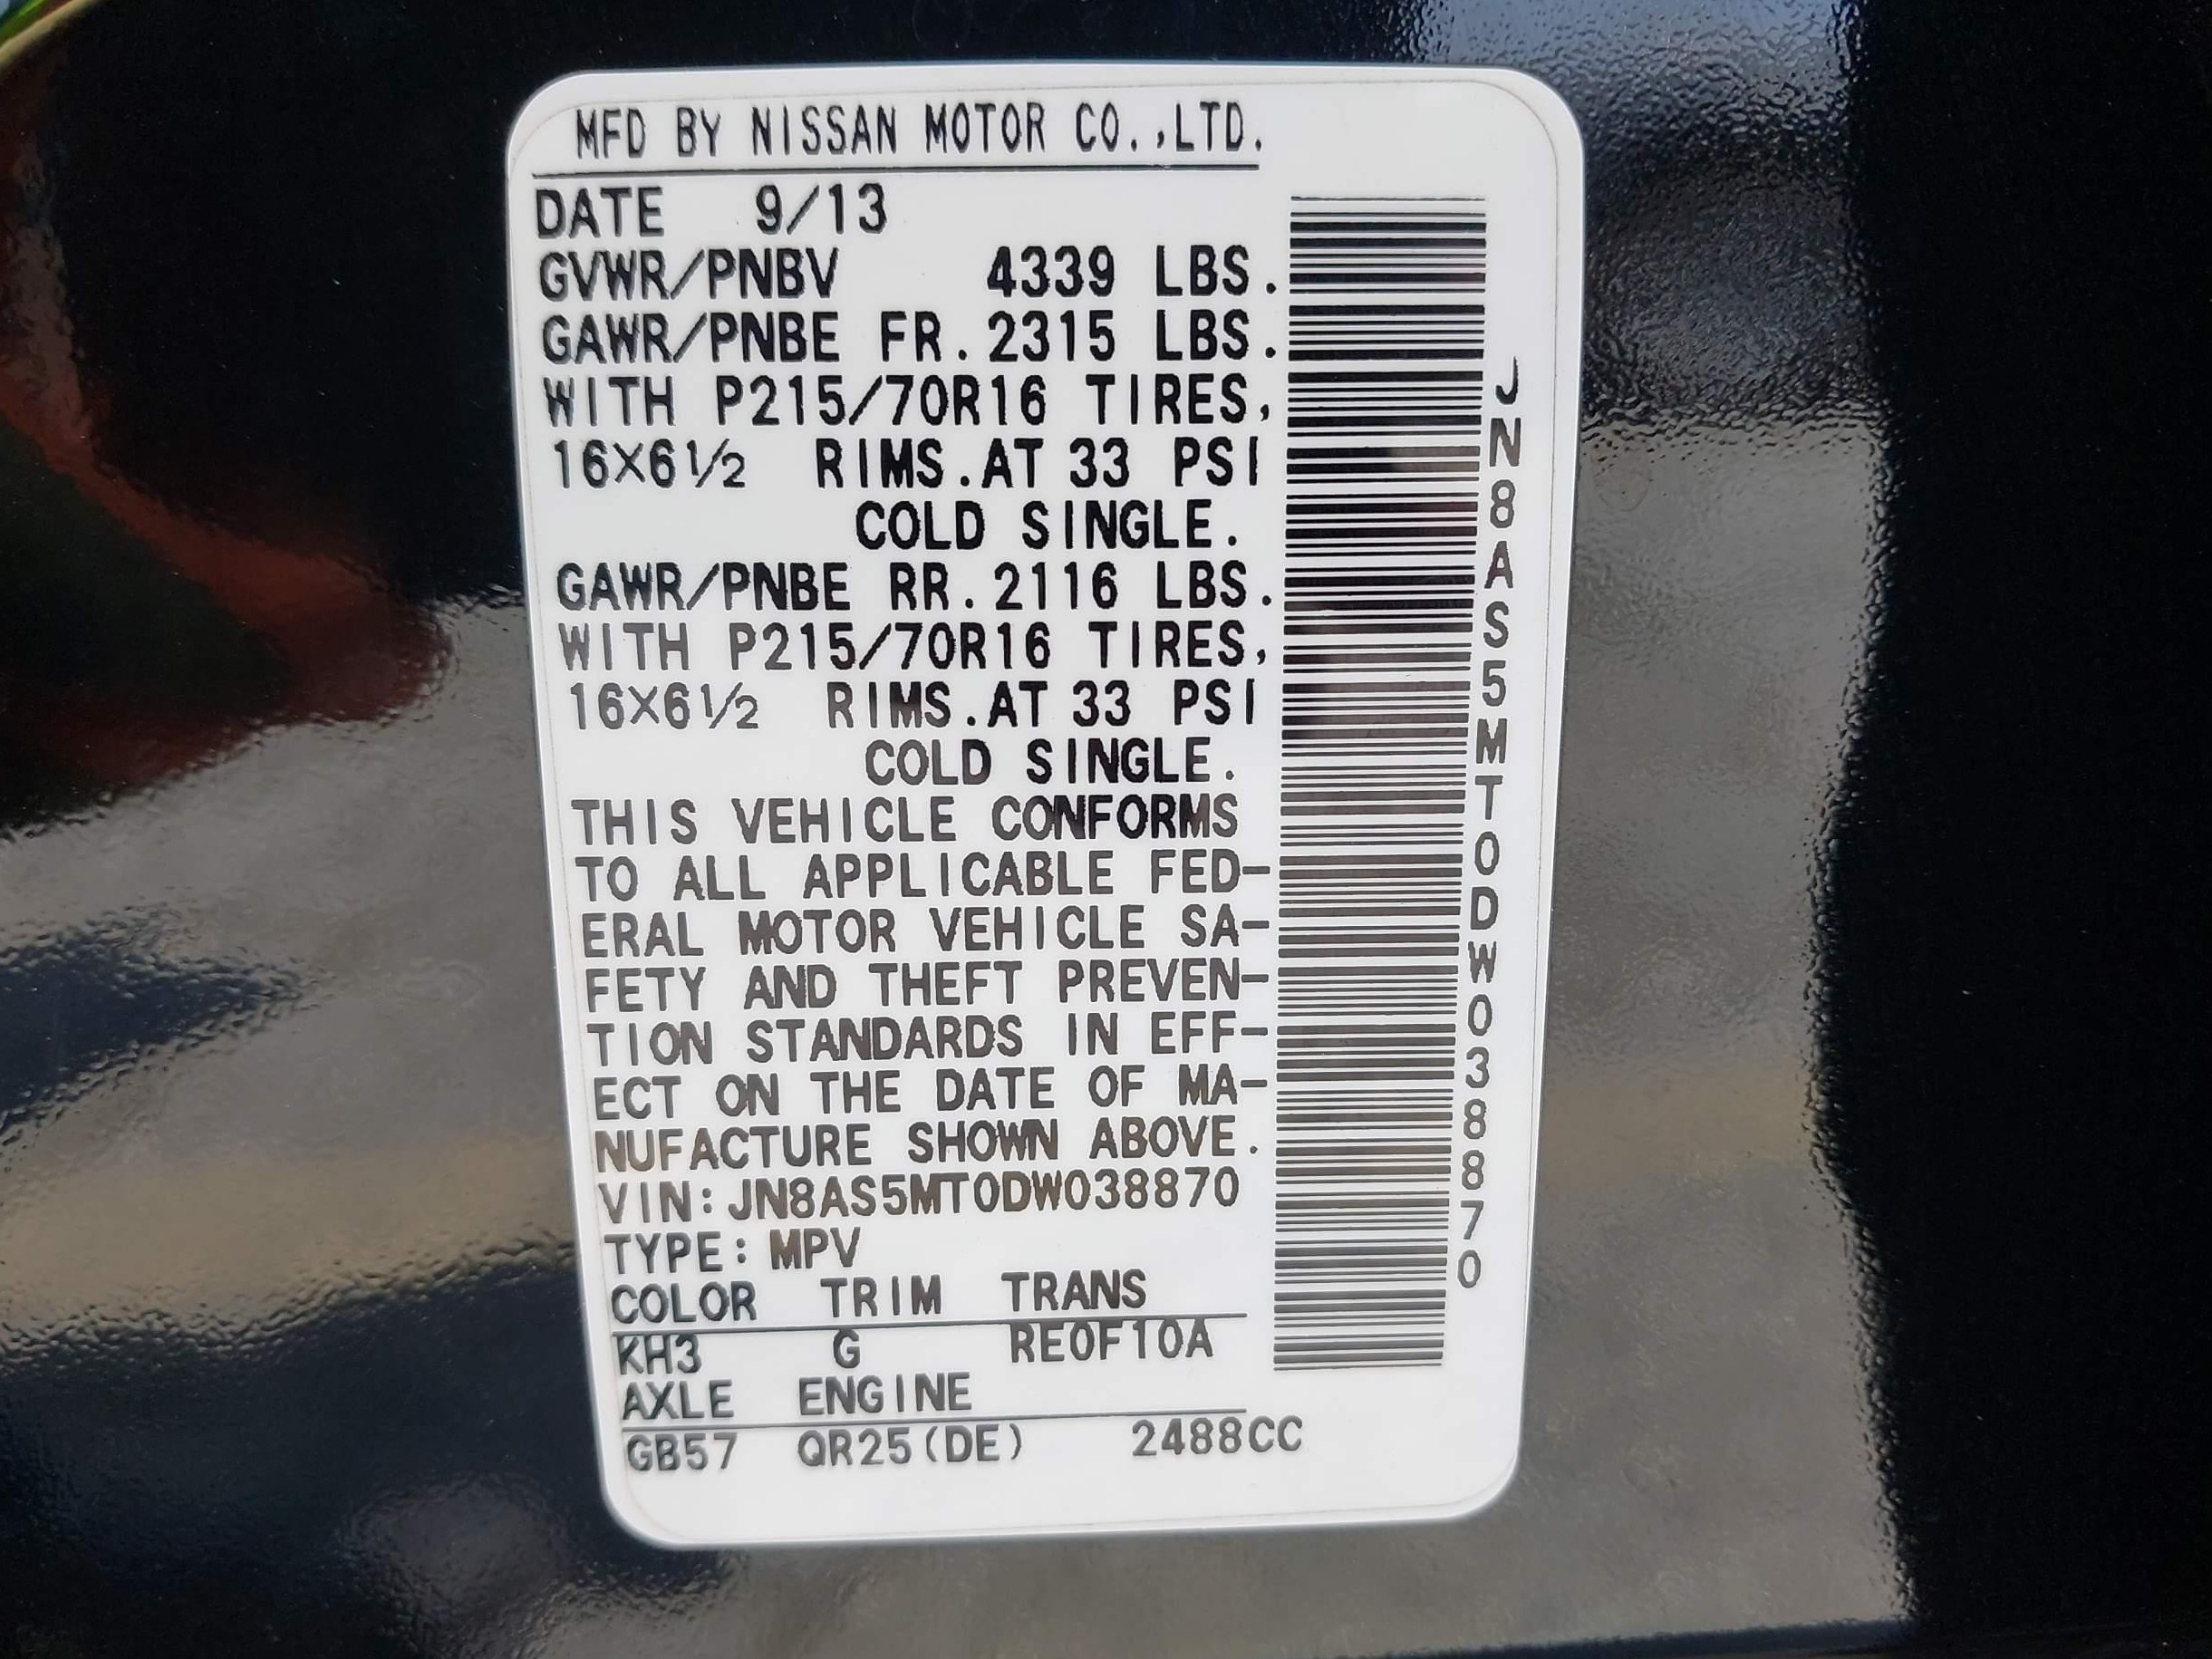 MFD BY NISSAN MOTOR CO.,LTD.
DATE 9/13
GVWR/PNBV 4339 LBS.
GAWR/PNBE FR. 2315 LBS.
WITH P215/70R16 TIRES,
16X6 1/2 RIMS.AT 33 PSI
COLD SINGLE.
GAWR/PNBE RR. 2116 LBS.
WITH P215/70R16 TIRES,
16X6 1/2 RIMS.AT 33 PSI
COLD SINGLE.
THIS VEHICLE CONFORMS
TO ALL APPLICABLE FED-
ERAL MOTOR VEHICLE SA-
FETY AND THEFT PREVEN-
TION STANDARDS IN EFF-
ECT ON THE DATE OF MA-
NUFACTURE SHOWN ABOVE.
VIN: JN8AS5MT0DW038870
TYPE: MPV
COLOR TRIM TRANS
KH3 G RE0F10A
AXLE ENGINE
GB57 QR25(DE) 2488CC
JN8AS5MT0DW038870